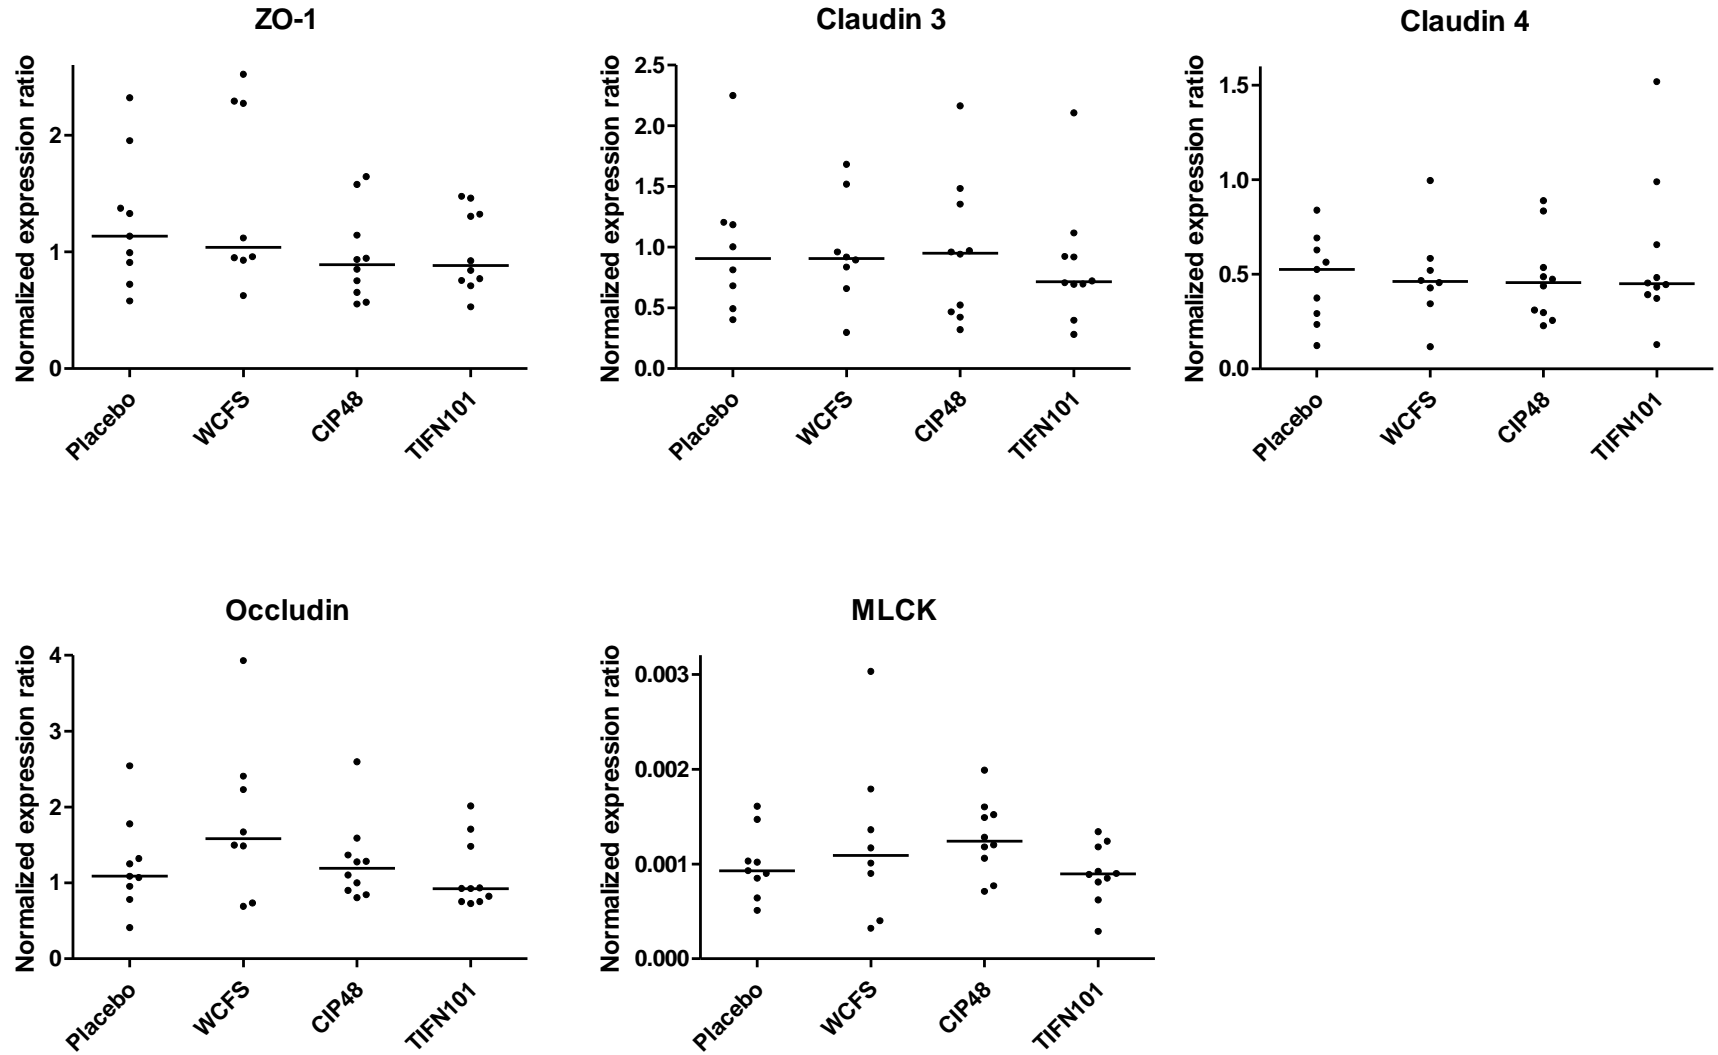 ZO-1
Normalized expression ratio
2
1
0
Placebo
WCFS
CIP48
TIFN101
Claudin 3
Normalized expression ratio
2.5
2.0
1.5
1.0
0.5
0.0
Placebo
WCFS
CIP48
TIFN101
Claudin 4
Normalized expression ratio
1.5
1.0
0.5
0.0
Placebo
WCFS
CIP48
TIFN101
Occludin
Normalized expression ratio
4
3
2
1
0
Placebo
WCFS
CIP48
TIFN101
MLCK
Normalized expression ratio
0.003
0.002
0.001
0.000
Placebo
WCFS
CIP48
TIFN101